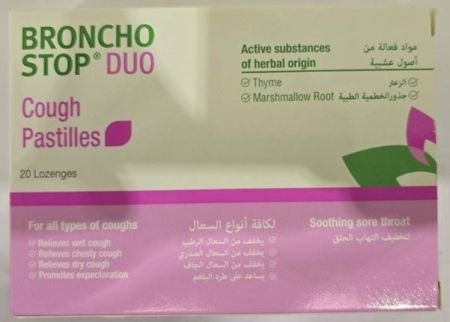 BRONCHO
STOP® DUO
Cough
Pastilles
20 Lozenges
Active substances
of herbal origin
مواد فعالة من
أصول عشبية
Thyme
الزعتر
Marshmallow Root
جذور الخطمية الطبية
For all types of coughs
Relieves wet cough
Relieves chesty cough
Relieves dry cough
Promotes expectoration
لكافة أنواع السعال
يخفف من السعال الرطب
يخفف من السعال الصدري
يخفف من السعال الجاف
يساعد على طرد البلغم
Soothing sore throat
لتخفيف التهاب الحلق